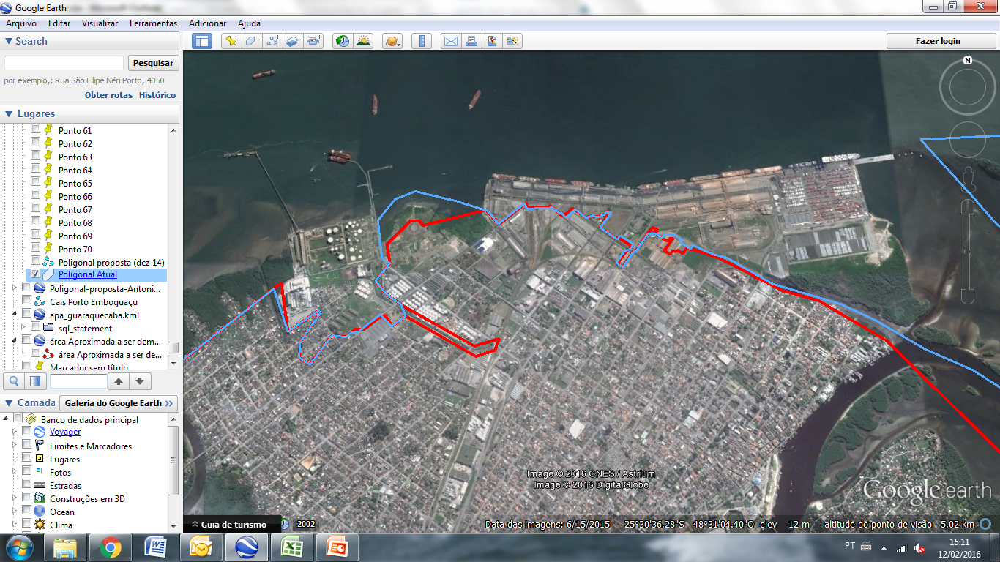 Google Earth
Arquivo Editar Visualizar Ferramentas Adicionar Ajuda
Search
Pesquisar
por exemplo,: Rua São Filipe Néri Porto, 4050
Obter rotas Histórico
Lugares
Ponto 61
Ponto 62
Ponto 63
Ponto 64
Ponto 65
Ponto 66
Ponto 67
Ponto 68
Ponto 69
Ponto 70
Poligonal proposta (dez-14)
Poligonal Atual
Poligonal-proposta-Antoni...
Cais Porto Emboguaçu
apa_guaraquecaba.kml
sql_statement
área Aproximada a ser dem...
área Aproximada a ser de...
Marcador sem título
Camada Galeria do Google Earth »
Banco de dados principal
Voyager
Limites e Marcadores
Lugares
Fotos
Estradas
Construções em 3D
Ocean
Clima
Fazer login
N
Image © 2016 CNES / Astrium
Image © 2016 DigitalGlobe
Google earth
Guia de turismo 2002 Data das imagens: 6/15/2015 25°30'36.28"S 48°31'04.40"O elev 12 m altitude do ponto de visão 5.02 km
PT 15:11
12/02/2016